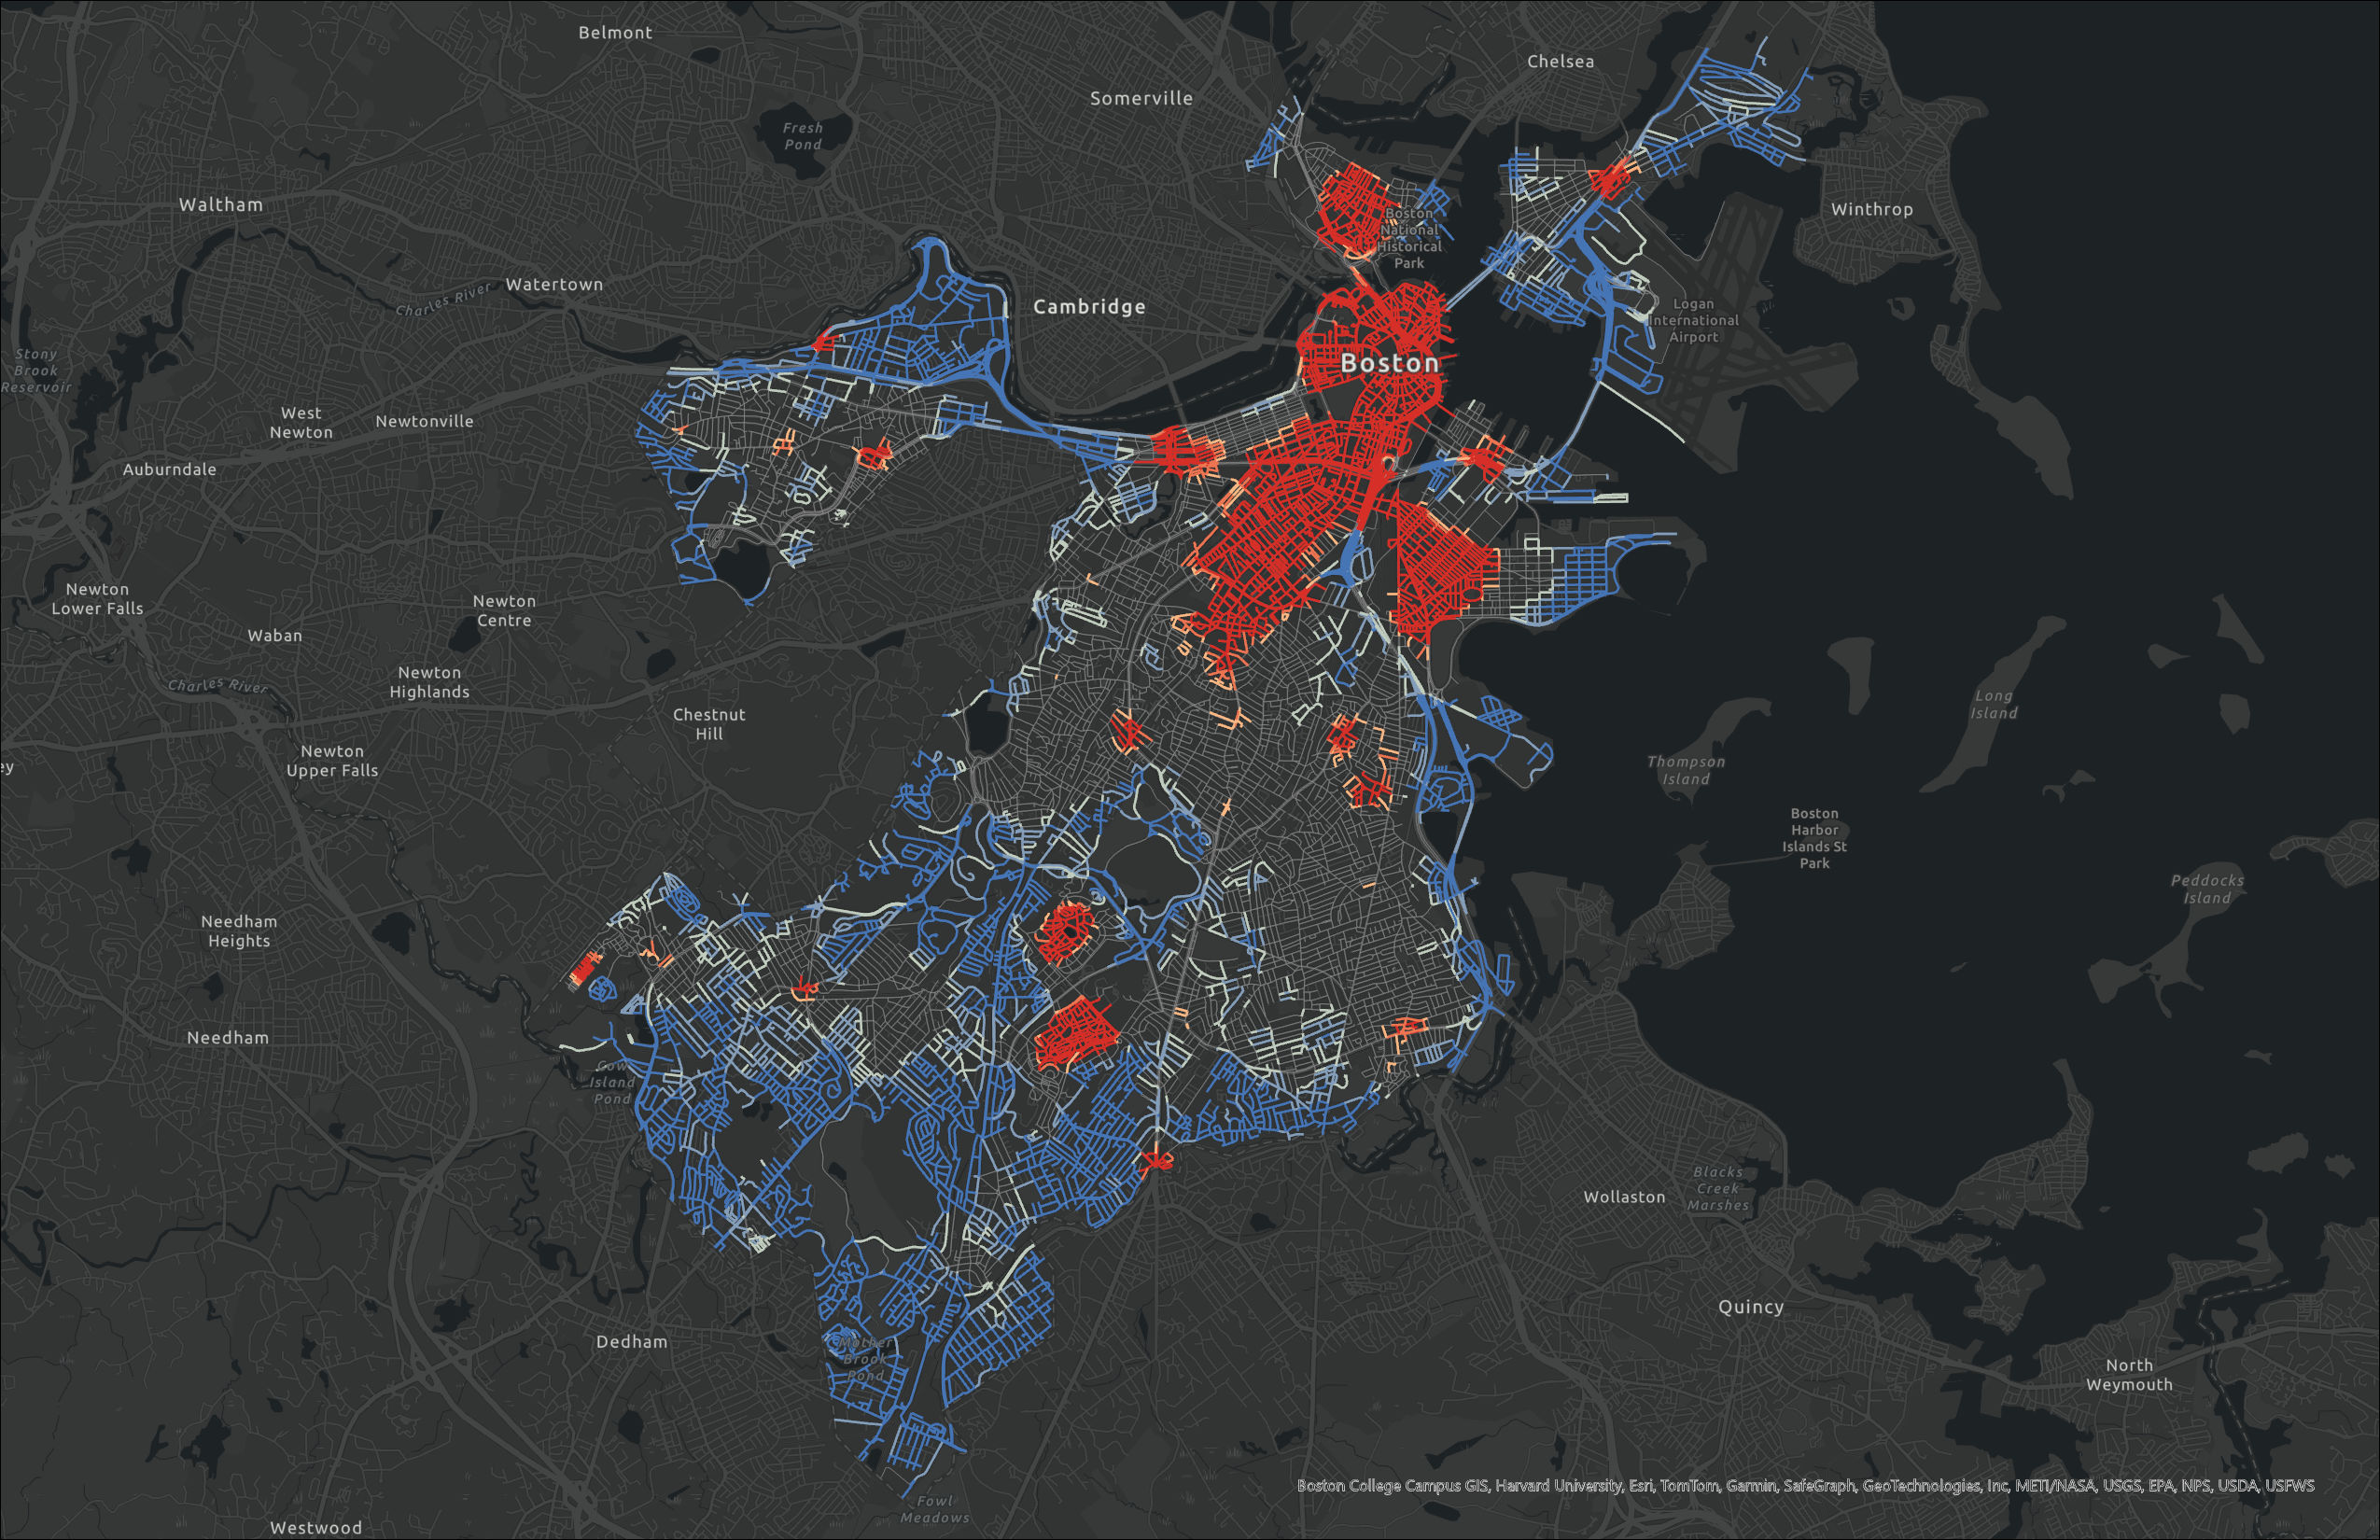 Belmont
Chelsea
Somerville
Fresh
Pond
Waltham
Winthrop
Boston
National
Historical
Park
Watertown
Charles River
Cambridge
Logan
International
Airport
Stony
Brook
Reservoir
Boston
West
Newton
Newtonville
Auburndale
Newton
Lower Falls
Newton
Centre
Waban
Newton
Highlands
Charles River
Long
Island
Chestnut
Hill
Newton
Upper Falls
ey
Thompson
Island
Boston
Harbor
Islands St
Park
Peddocks
Island
Needham
Heights
Needham
Cow
Island
Pond
Wollaston
Blacks
Creek
Marshes
Quincy
Dedham
Mother
Brook
Pond
North
Weymouth
Boston College Campus GIS, Harvard University, Esri, TomTom, Garmin, SafeGraph, GeoTechnologies, Inc, METI/NASA, USGS, EPA, NPS, USDA, USFWS
Fowl
Meadows
Westwood